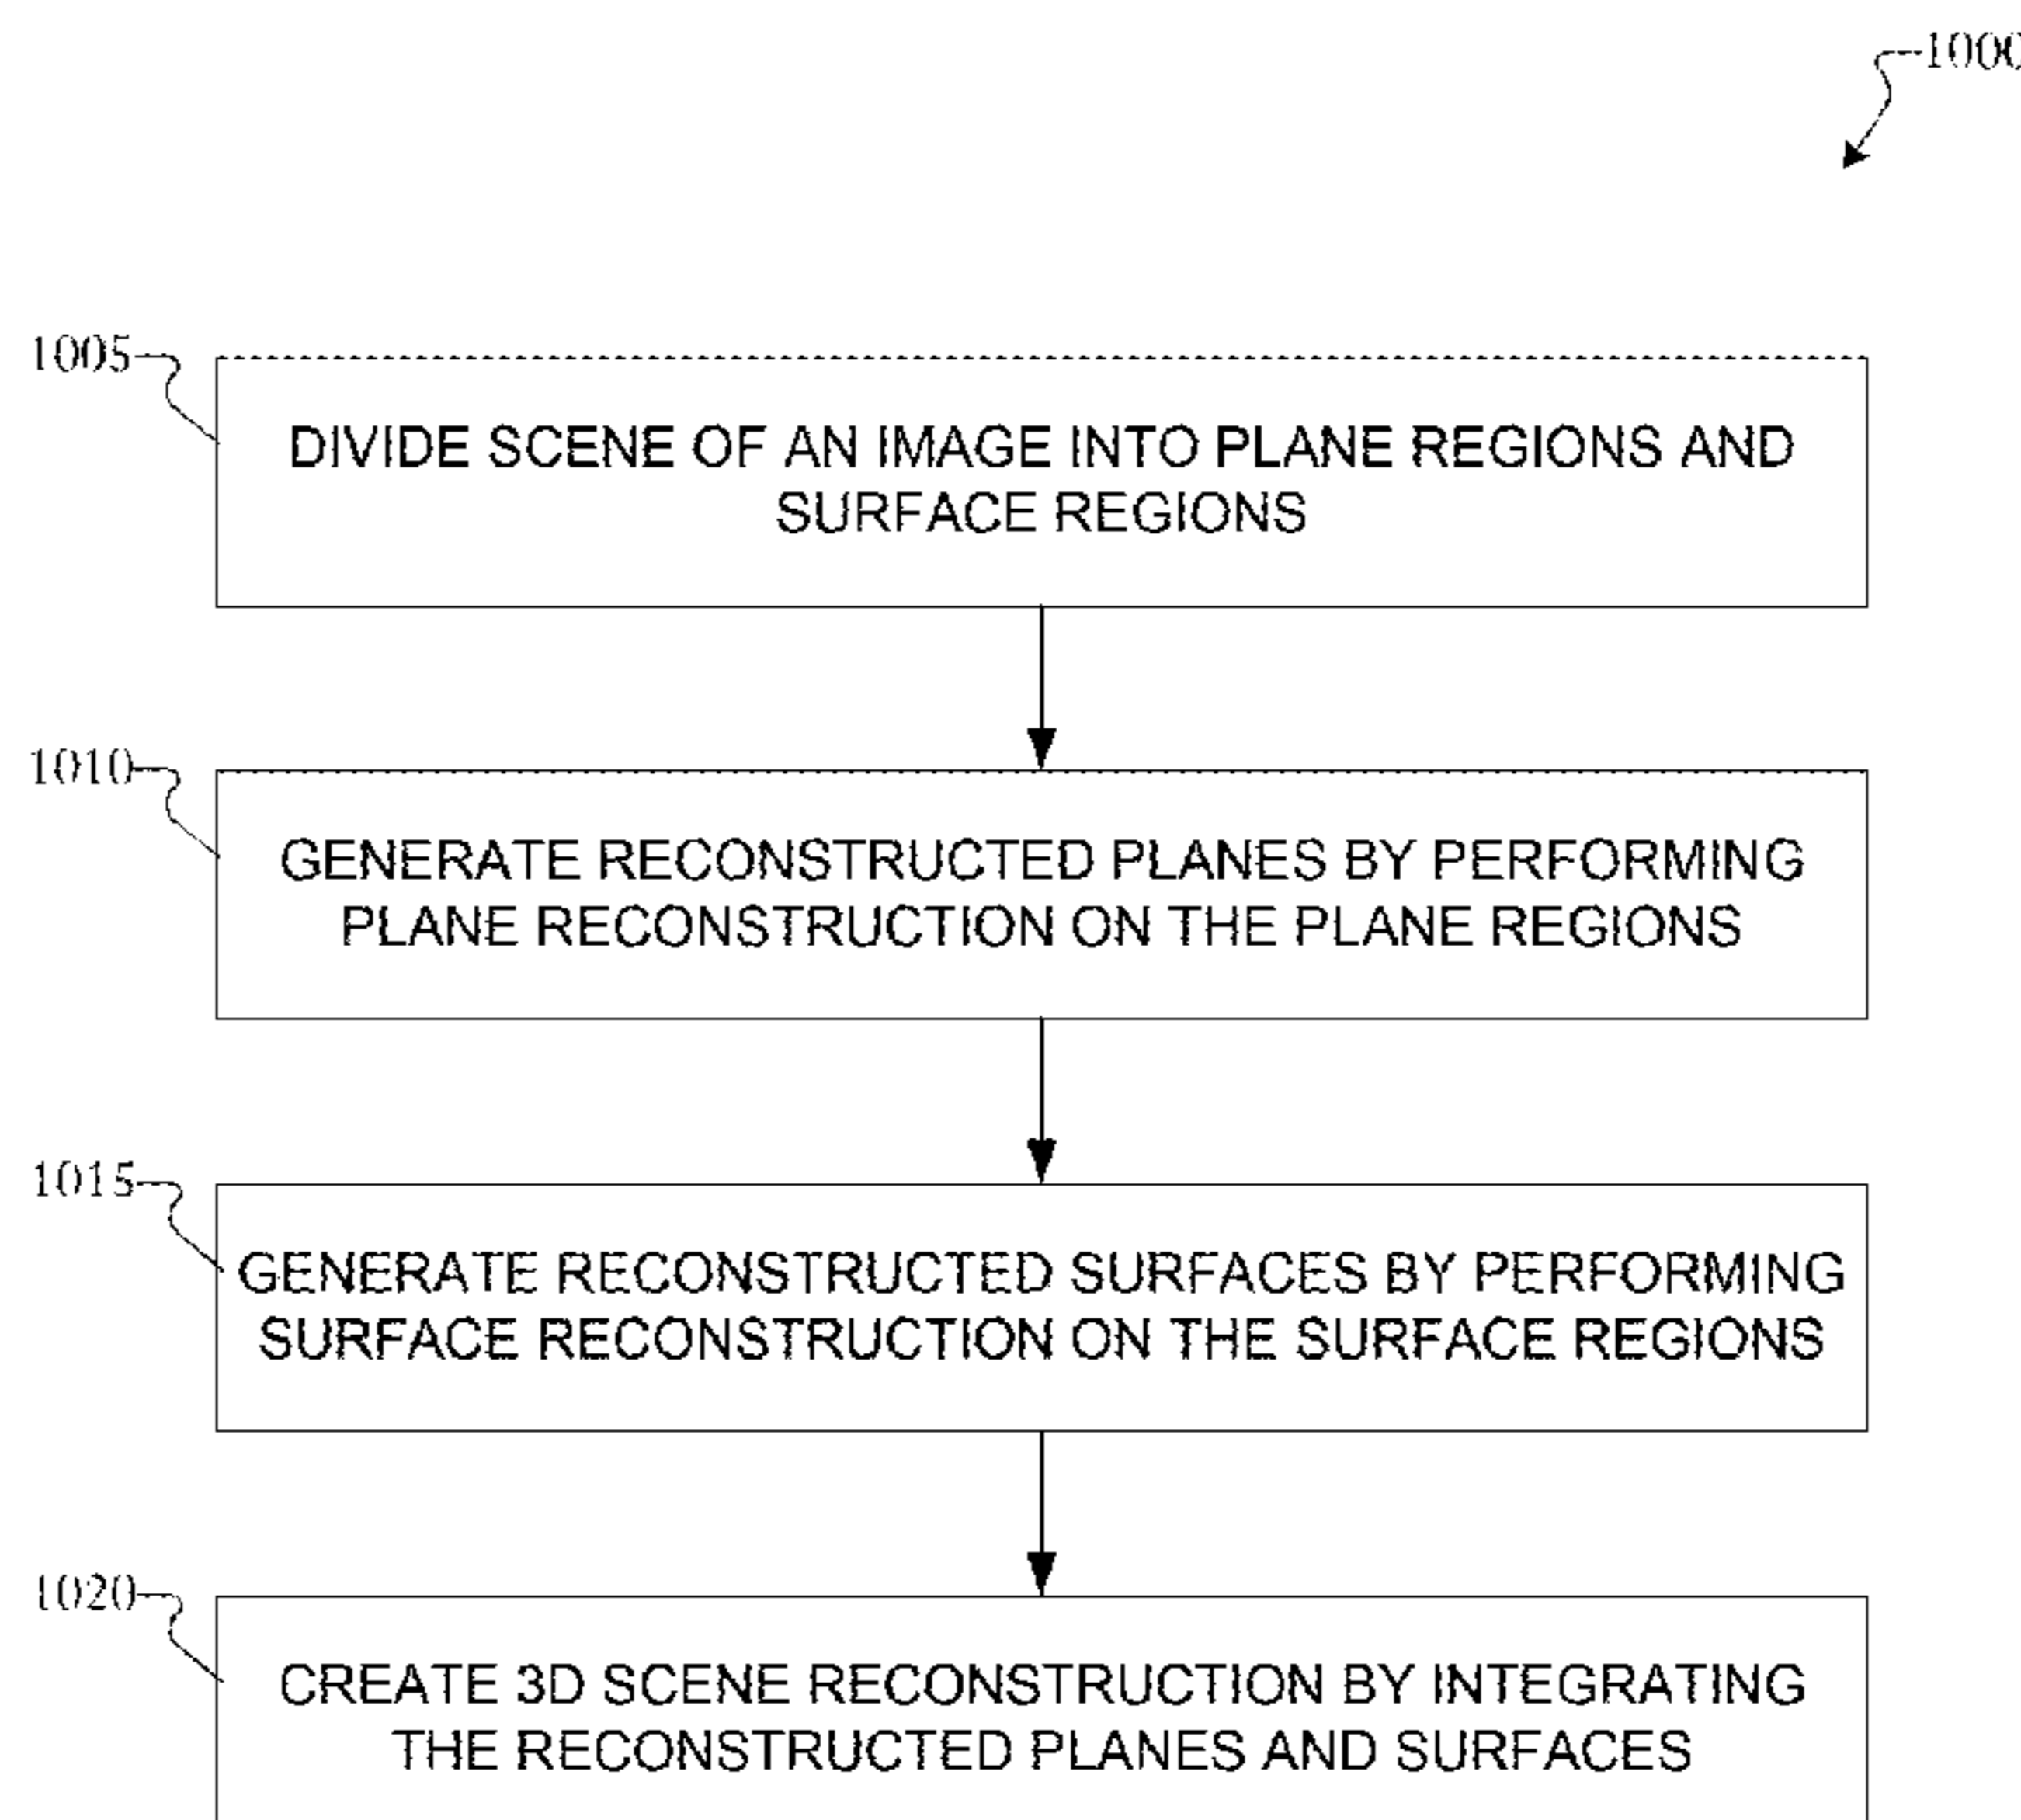 1000
1005
DIVIDE SCENE OF AN IMAGE INTO PLANE REGIONS AND
SURFACE REGIONS
1010
GENERATE RECONSTRUCTED PLANES BY PERFORMING
PLANE RECONSTRUCTION ON THE PLANE REGIONS
1015
GENERATE RECONSTRUCTED SURFACES BY PERFORMING
SURFACE RECONSTRUCTION ON THE SURFACE REGIONS
1020
CREATE 3D SCENE RECONSTRUCTION BY INTEGRATING
THE RECONSTRUCTED PLANES AND SURFACES